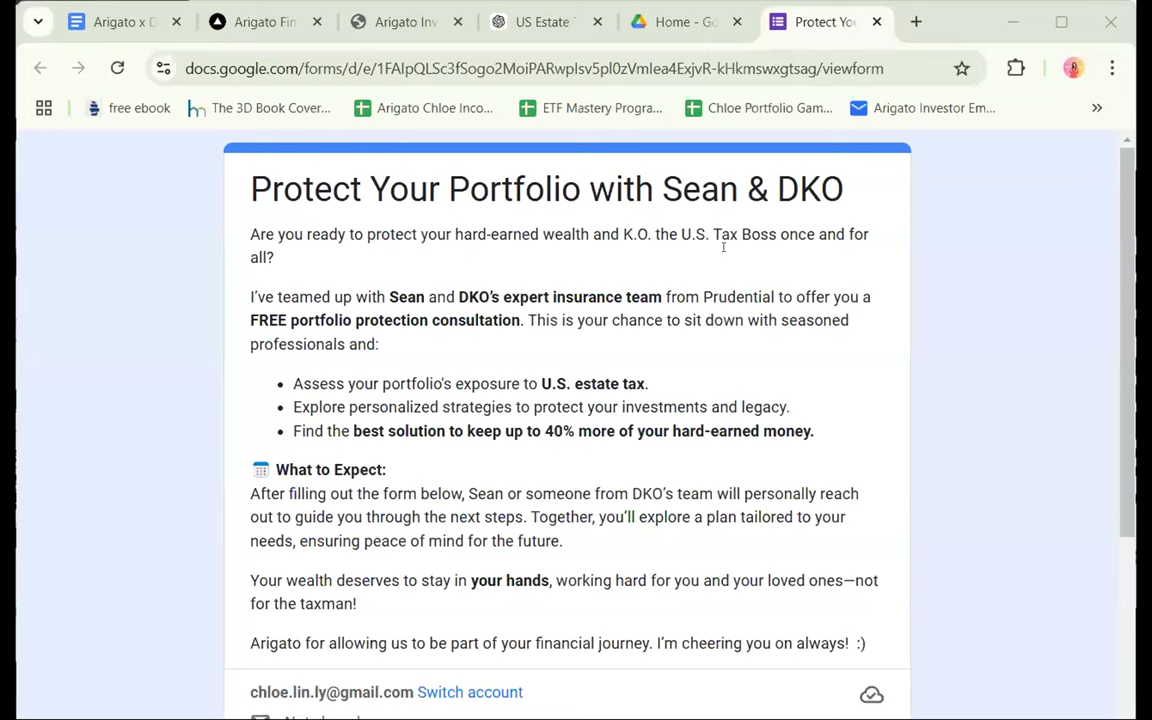 Arigato x D
Arigato Fin
Arigato Inv
US Estate
Home - Go
Protect You
docs.google.com/forms/d/e/1FAIpQLSc3fSogo2MoiPARwpIsv5pl0zVmlea4ExjvR-kHkmswxgtsag/viewform
free ebook
The 3D Book Cover...
Arigato Chloe Inco...
ETF Mastery Progra...
Chloe Portfolio Gam...
Arigato Investor Em...
Protect Your Portfolio with Sean & DKO
Are you ready to protect your hard-earned wealth and K.O. the U.S. Tax Boss once and for
all?
I've teamed up with Sean and DKO's expert insurance team from Prudential to offer you a
FREE portfolio protection consultation. This is your chance to sit down with seasoned
professionals and:
• Assess your portfolio's exposure to U.S. estate tax.
• Explore personalized strategies to protect your investments and legacy.
• Find the best solution to keep up to 40% more of your hard-earned money.
What to Expect:
After filling out the form below, Sean or someone from DKO's team will personally reach
out to guide you through the next steps. Together, you'll explore a plan tailored to your
needs, ensuring peace of mind for the future.
Your wealth deserves to stay in your hands, working hard for you and your loved ones—not
for the taxman!
Arigato for allowing us to be part of your financial journey. I'm cheering you on always! :)
chloe.lin.ly@gmail.com Switch account